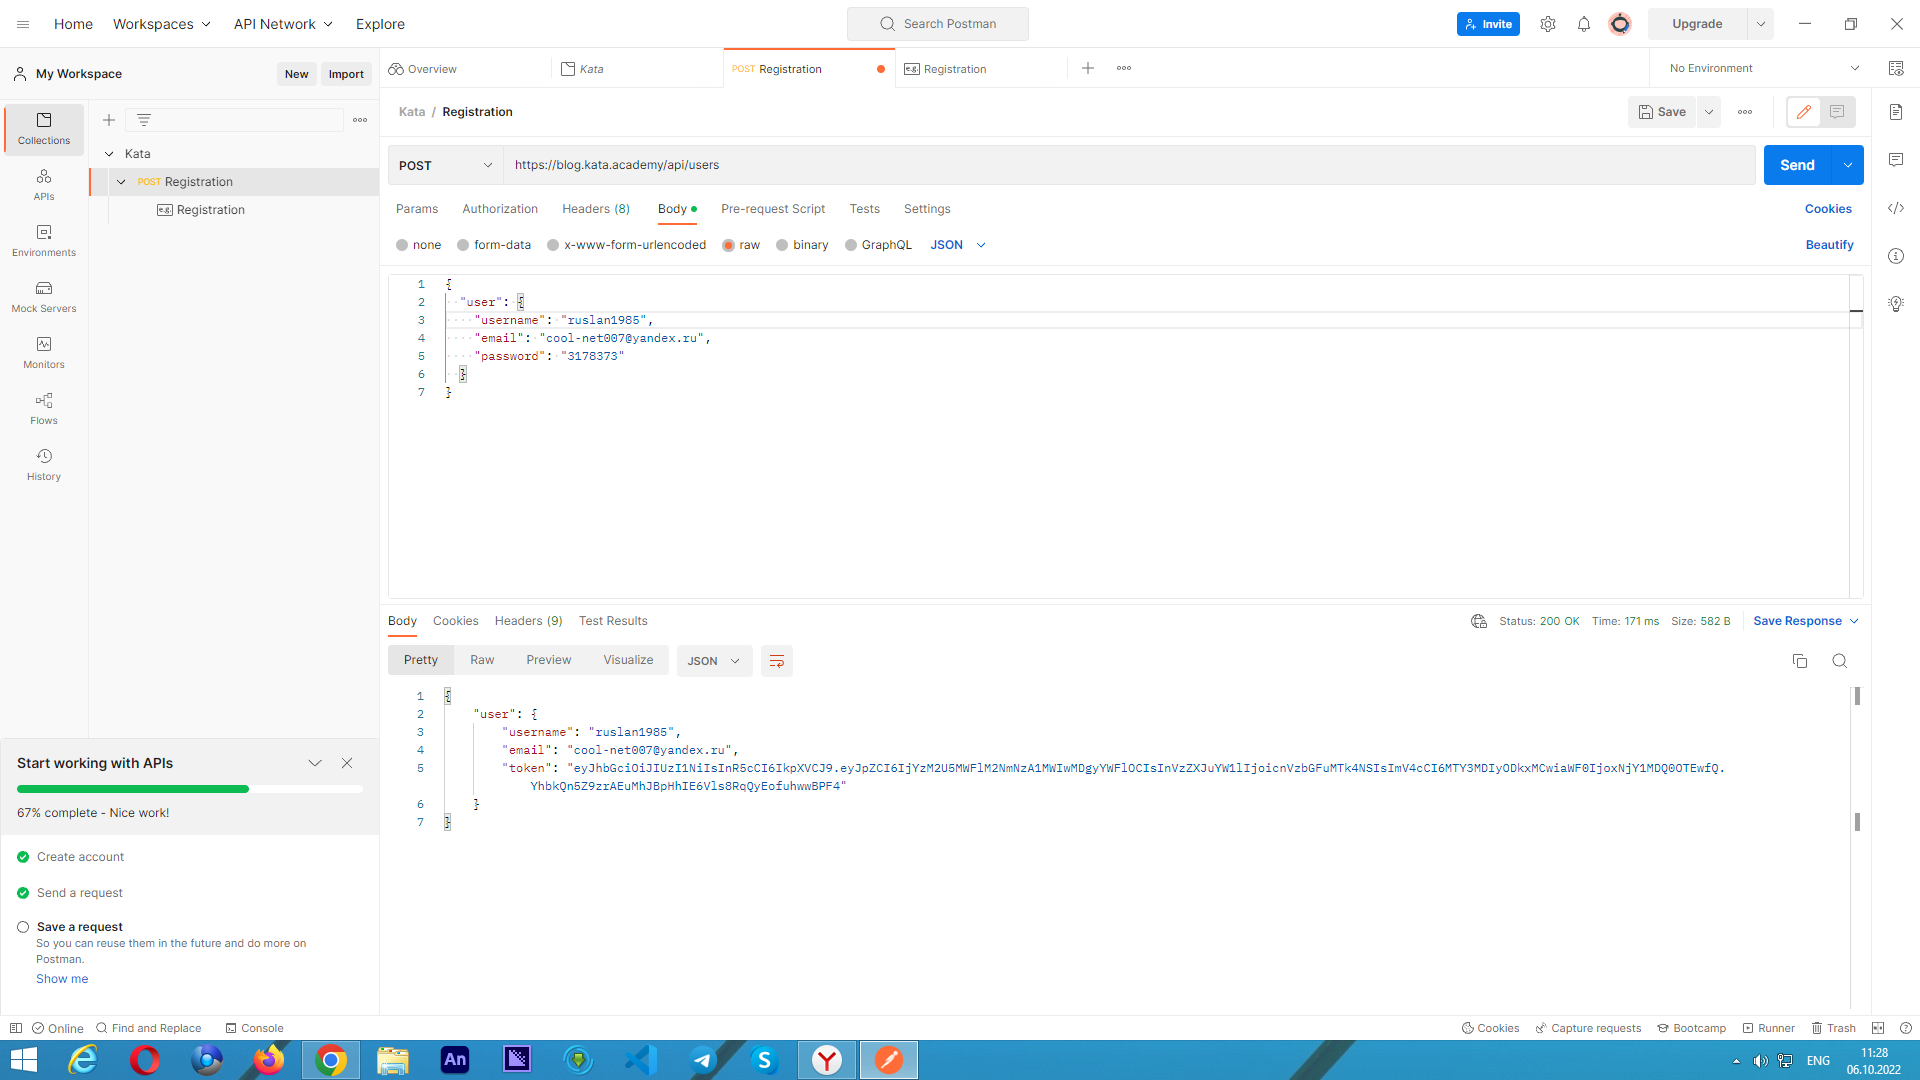 Home Workspaces API Network Explore Search Postman Invite Upgrade
My Workspace New Import Overview Kata POST Registration e.g. Registration No Environment
Kata / Registration Save
Collections
Kata
POST Registration
e.g. Registration
APIs
Environments
Mock Servers
Monitors
Flows
History
POST https://blog.kata.academy/api/users Send
Params Authorization Headers (8) Body Pre-request Script Tests Settings Cookies
none form-data x-www-form-urlencoded raw binary GraphQL JSON Beautify
1 {
2 "user": {
3 "username": "ruslan1985",
4 "email": "cool-net007@yandex.ru",
5 "password": "3178373"
6 }
7 }
Body Cookies Headers (9) Test Results Status: 200 OK Time: 171 ms Size: 582 B Save Response
Pretty Raw Preview Visualize JSON
1 {
2 "user": {
3 "username": "ruslan1985",
4 "email": "cool-net007@yandex.ru",
5 "token": "eyJhbGciOiJIUzI1NiIsInR5cCI6IkpXVCJ9.eyJpZCI6IjYzM2U5MWFlM2NmNzA1MWIwMDgyYWFlOCIsInVzZXJuYW1lIjoicnVzbGFuMTk4NSIsImV4cCI6MTY3MDIyODkxMCwiaWF0IjoxNjY1MDQ0OTEwfQ.
YhbkQn5Z9zrAEuMhJBpHhIE6Vls8RqQyEofuhwwBPF4"
6 }
7 }
Start working with APIs
67% complete - Nice work!
Create account
Send a request
Save a request
So you can reuse them in the future and do more on
Postman.
Show me
Online Find and Replace Console Cookies Capture requests Bootcamp Runner Trash
An S Y ENG 11:28
06.10.2022